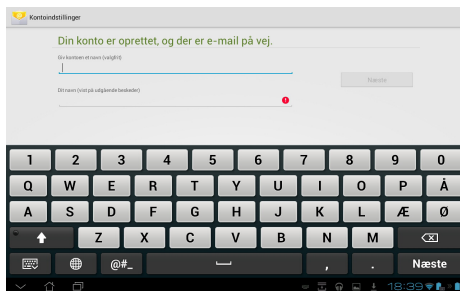 Kontoindstillinger
Din konto er oprettet, og der er e-mail på vej.
Giv kontoen et navn (valgfrit)
Næste
Dit navn (vist på udgående beskeder)
1 2 3 4 5 6 7 8 9 0
Q W E R T Y U I O P Å
A S D F G H J K L Æ Ø
Z X C V B N M
@#_ , . Næste
18:39